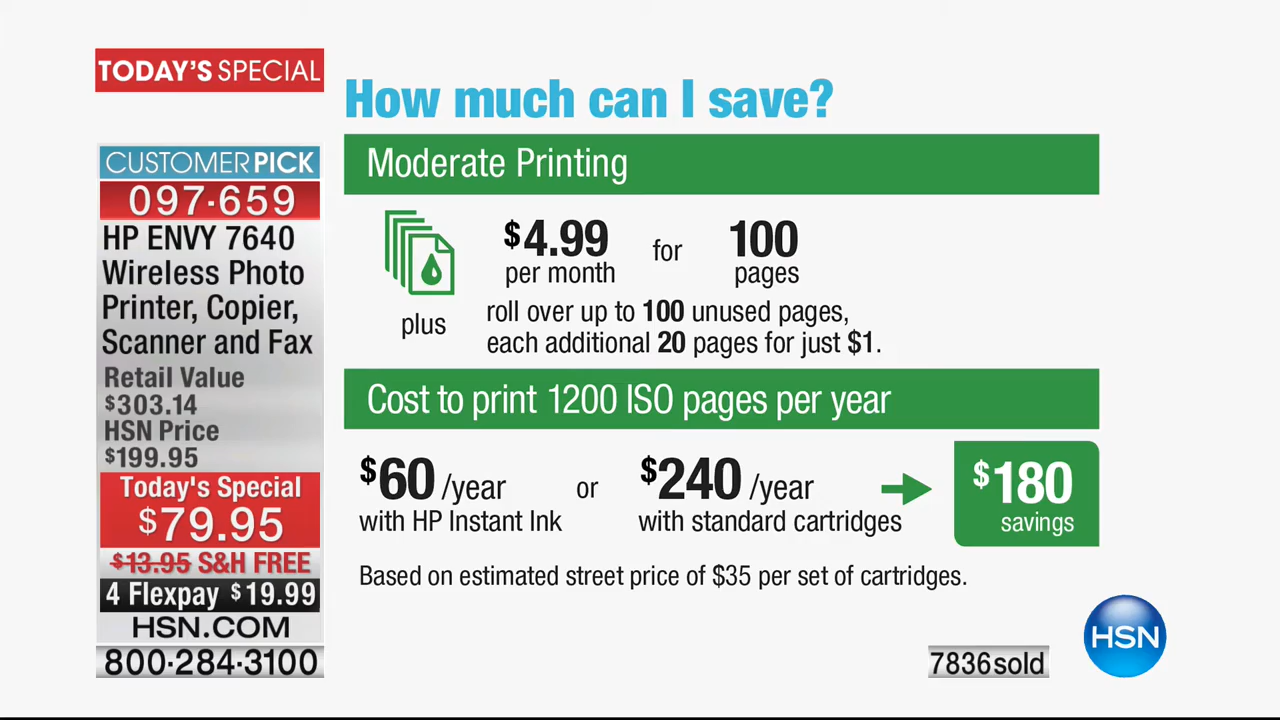 TODAY'S SPECIAL
CUSTOMER PICK
097-659
HP ENVY 7640
Wireless Photo
Printer, Copier,
Scanner and Fax
Retail Value
$303.14
HSN Price
$199.95
Today's Special
$79.95
$13.95 S&H FREE
4 Flexpay $19.99
HSN.COM
800-284-3100
How much can I save?
Moderate Printing
$4.99 for 100
per month pages
plus
roll over up to 100 unused pages,
each additional 20 pages for just $1.
Cost to print 1200 ISO pages per year
$60/year or $240/year $180
with HP Instant Ink with standard cartridges savings
Based on estimated street price of $35 per set of cartridges.
HSN
7836 sold